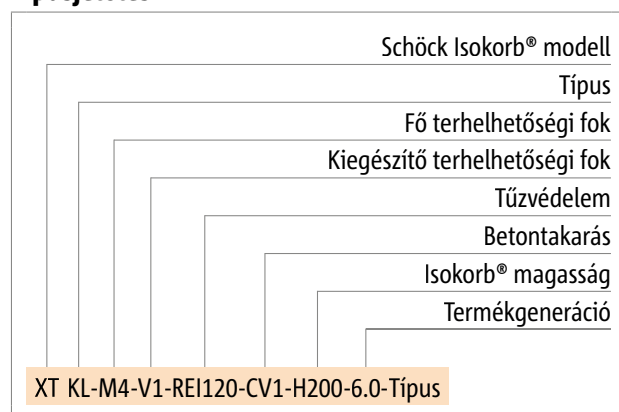 Schöck Isokorb® modell
Típus
Fő terhelhetőségi fok
Kiegészítő terhelhetőségi fok
Tűzvédelem
Betontakarás
Isokorb® magasság
Termékgeneráció
XT KL-M4-V1-REI120-CV1-H200-6.0-Típus